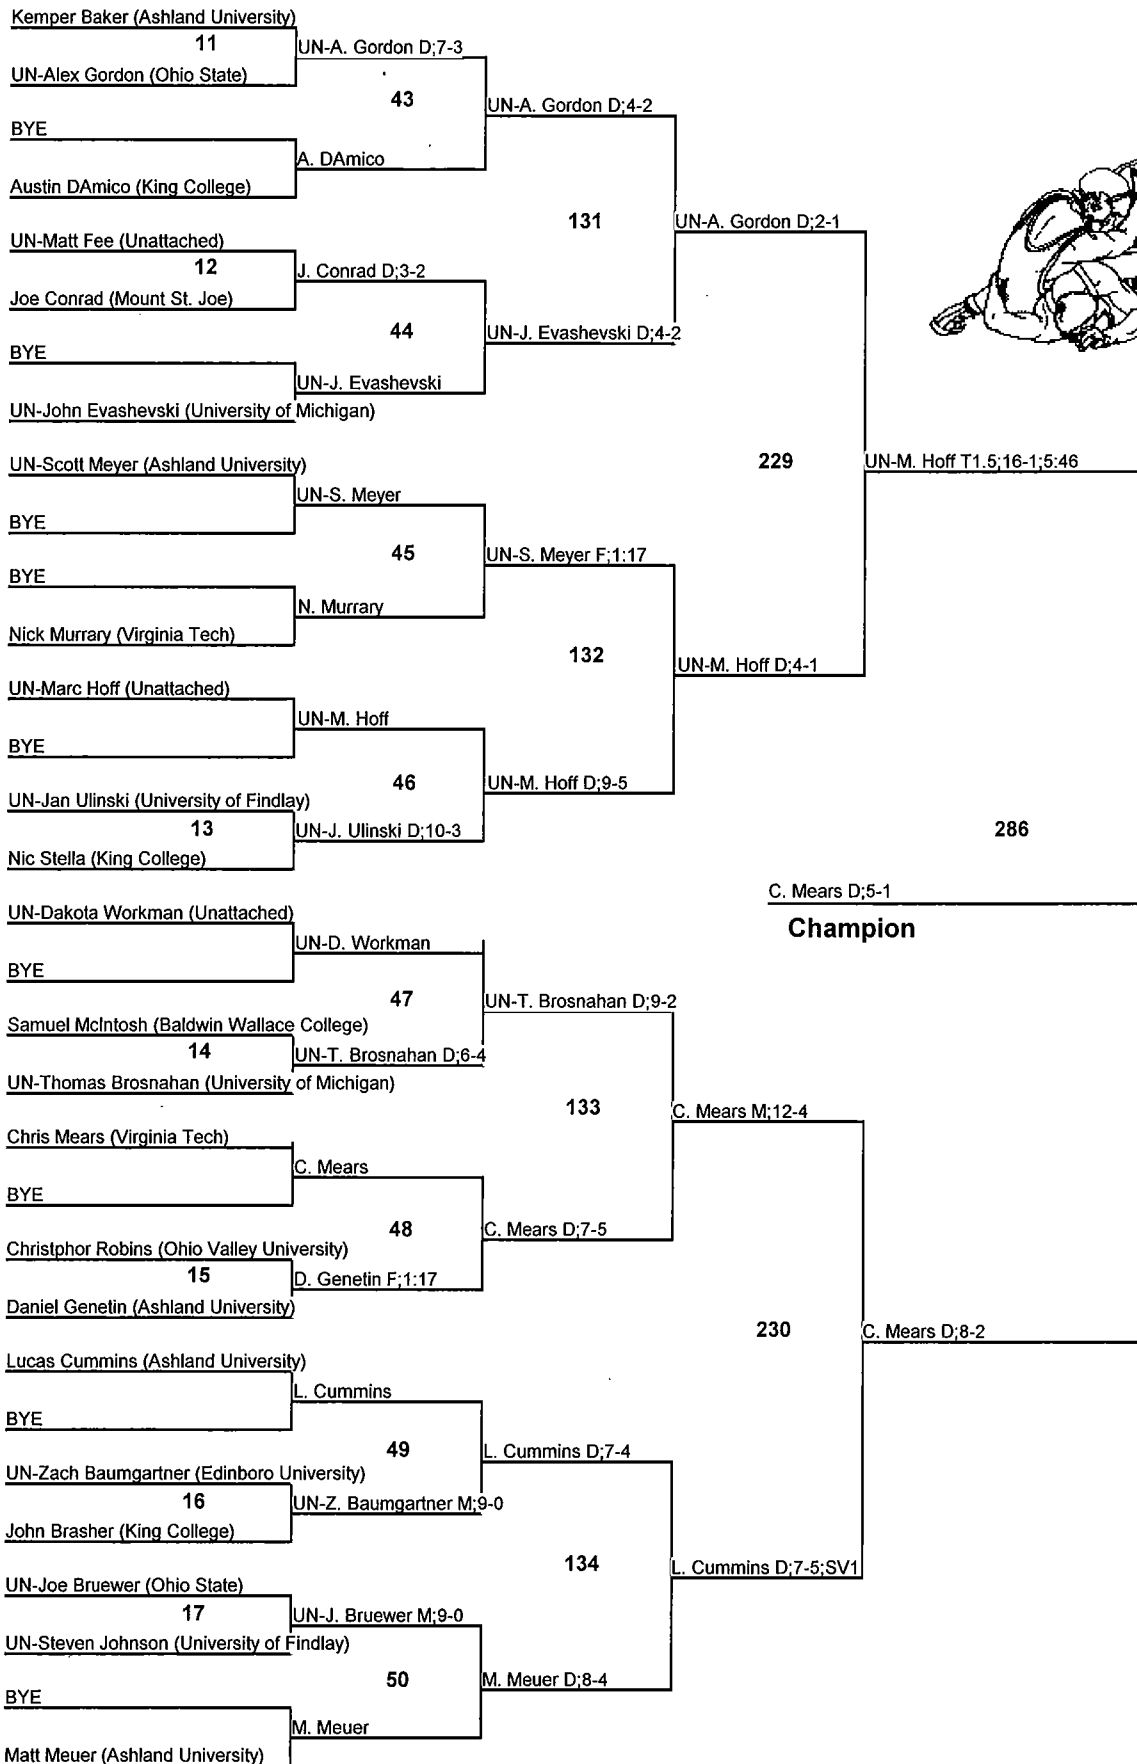 Kemper Baker (Ashland University)
11
UN-A. Gordon D;7-3
UN-Alex Gordon (Ohio State)
43
UN-A. Gordon D;4-2
BYE
A. DAmico
Austin DAmico (King College)
131
UN-A. Gordon D;2-1
UN-Matt Fee (Unattached)
12
J. Conrad D;3-2
Joe Conrad (Mount St. Joe)
44
UN-J. Evashevski D;4-2
BYE
UN-J. Evashevski
UN-John Evashevski (University of Michigan)
229
UN-M. Hoff T1.5;16-1;5:46
UN-Scott Meyer (Ashland University)
UN-S. Meyer
BYE
45
UN-S. Meyer F;1:17
BYE
N. Murrary
Nick Murrary (Virginia Tech)
132
UN-M. Hoff D;4-1
UN-Marc Hoff (Unattached)
UN-M. Hoff
BYE
46
UN-M. Hoff D;9-5
UN-Jan Ulinski (University of Findlay)
13
UN-J. Ulinski D;10-3
Nic Stella (King College)
286
C. Mears D;5-1
Champion
UN-Dakota Workman (Unattached)
UN-D. Workman
BYE
47
UN-T. Brosnahan D;9-2
Samuel McIntosh (Baldwin Wallace College)
14
UN-T. Brosnahan D;6-4
UN-Thomas Brosnahan (University of Michigan)
133
C. Mears M;12-4
Chris Mears (Virginia Tech)
C. Mears
BYE
48
C. Mears D;7-5
Christphor Robins (Ohio Valley University)
15
D. Genetin F;1:17
Daniel Genetin (Ashland University)
230
C. Mears D;8-2
Lucas Cummins (Ashland University)
L. Cummins
BYE
49
L. Cummins D;7-4
UN-Zach Baumgartner (Edinboro University)
16
UN-Z. Baumgartner M;9-0
John Brasher (King College)
134
L. Cummins D;7-5;SV1
UN-Joe Bruewer (Ohio State)
17
UN-J. Bruewer M;9-0
UN-Steven Johnson (University of Findlay)
50
M. Meuer D;8-4
BYE
M. Meuer
Matt Meuer (Ashland University)